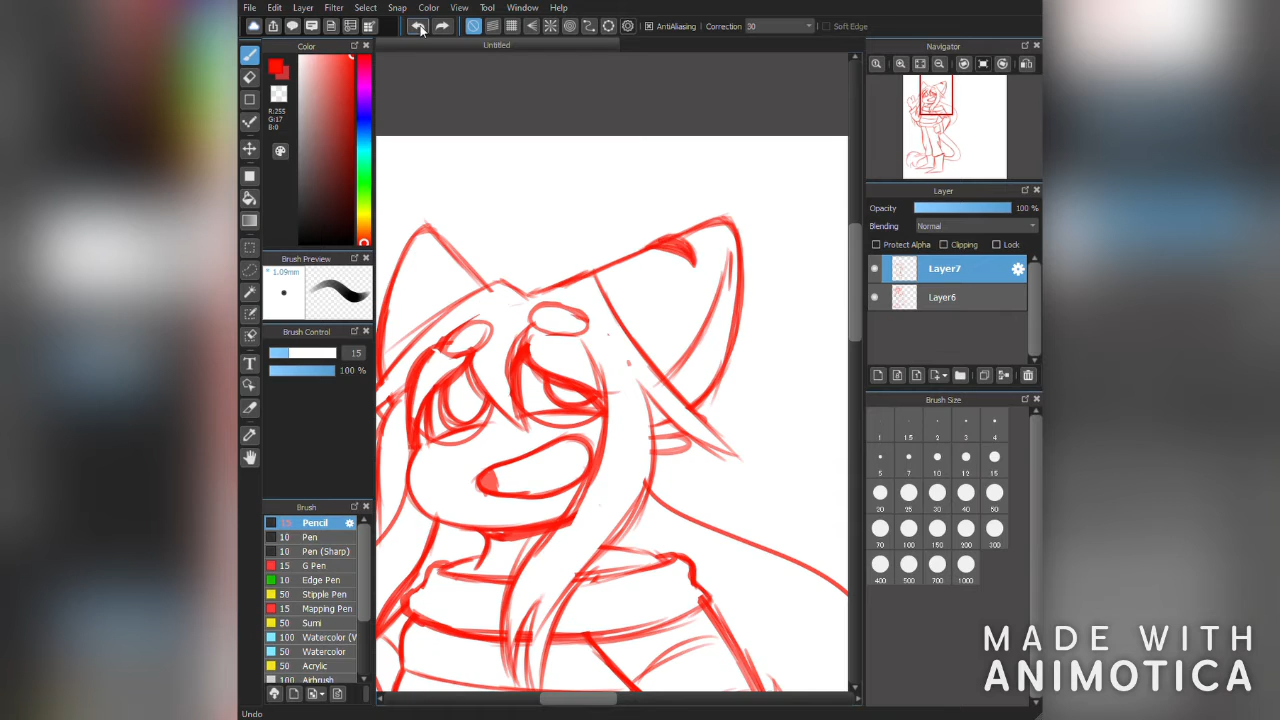 File Edit Layer Filter Select Snap Color View Tool Window
AntiAliasing Correction 30 Soft Edge
Color
Untitled
Navigator
R:255
G:17
B:0
Layer
Opacity 100 %
Blending Normal
Protect Alpha Clipping Lock
Layer7
Layer6
Brush Preview
* 1.09mm
Brush Control
15
100 %
Brush Size
1 1.5 2 3 4
5 7 10 12 15
20 25 30 40 50
70 100 150 200 300
400 500 700 1000
Brush
15 Pencil
10 Pen
10 Pen (Sharp)
15 G Pen
10 Edge Pen
50 Stipple Pen
15 Mapping Pen
50 Sumi
100 Watercolor (W
50 Watercolor
50 Acrylic
100 Airbrush
T
Undo
MADE WITH
ANIMOTICA